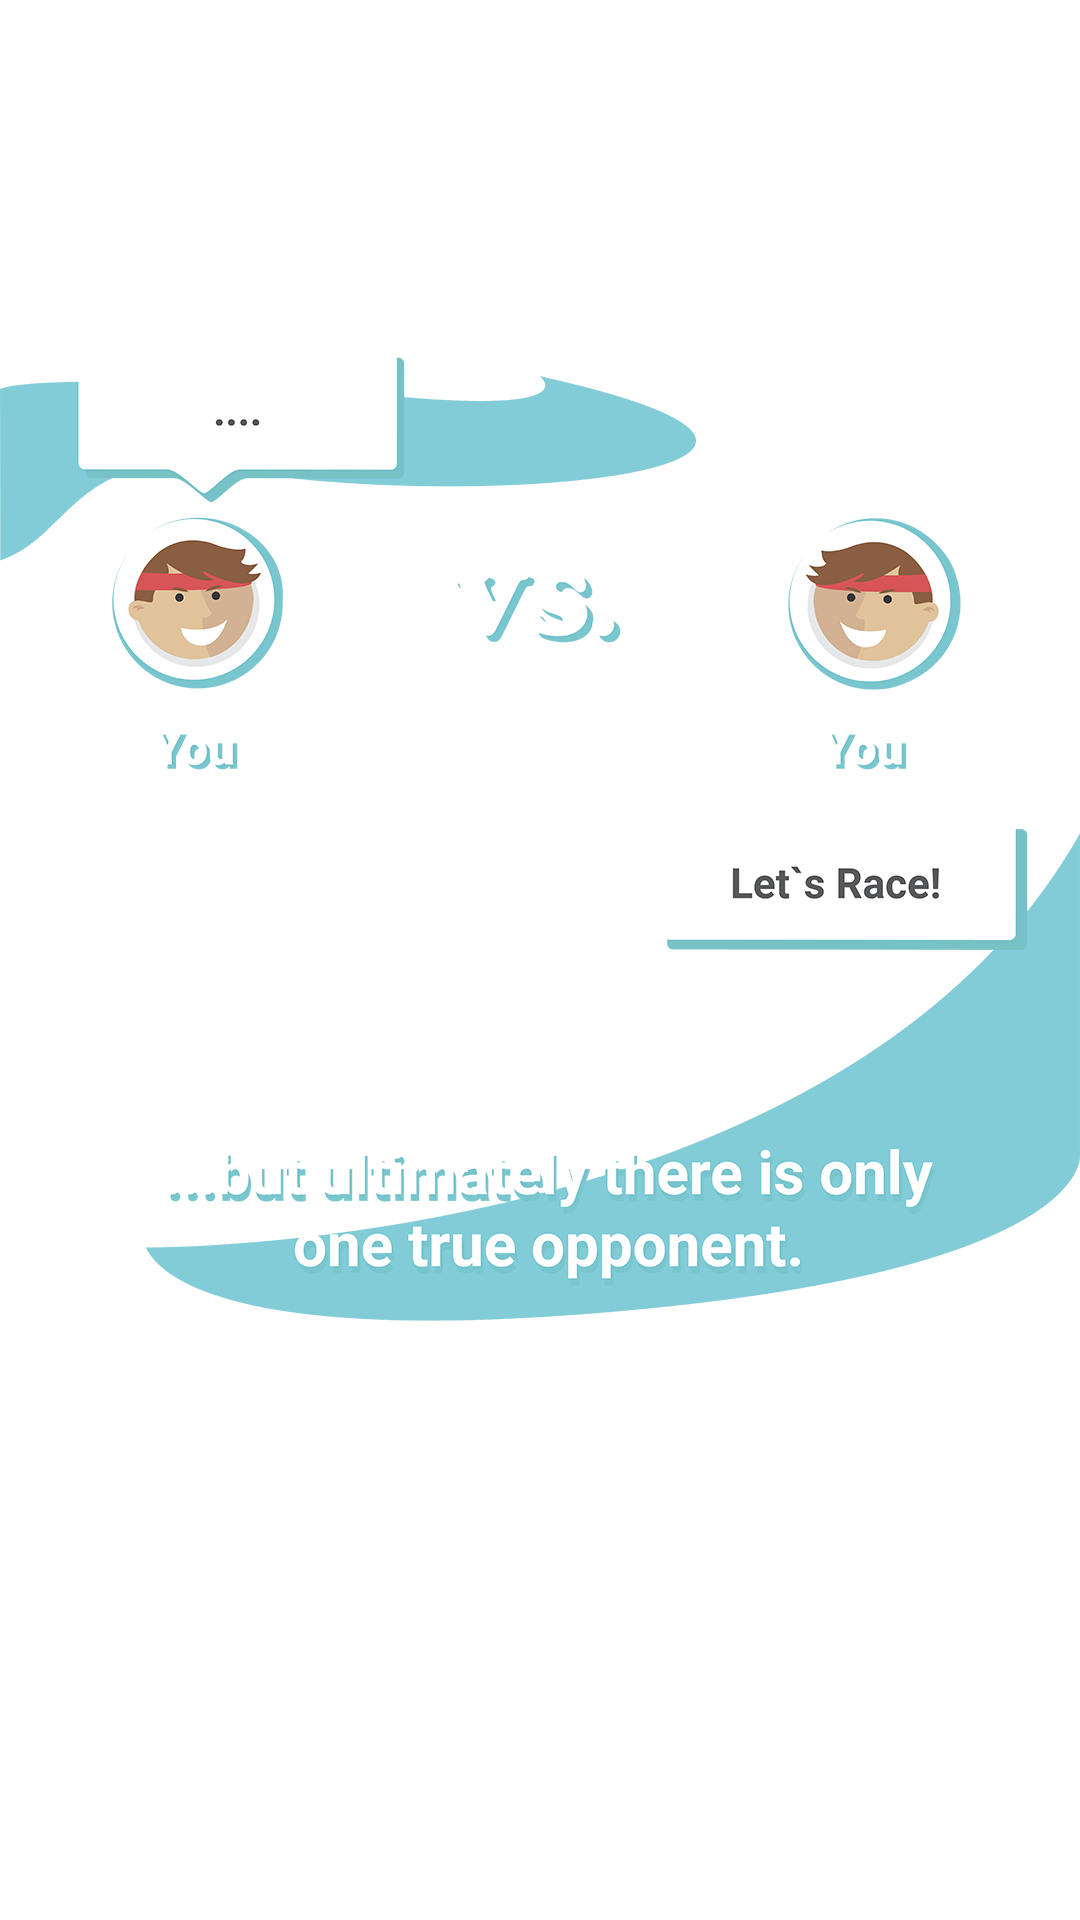 ....
vs.
You
You
Let`s Race!
...but ultimately there is only
one true opponent.